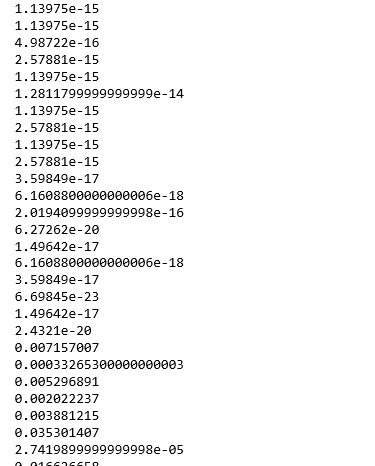 1.13975e-15
1.13975e-15
4.98722e-16
2.57881e-15
1.13975e-15
1.2811799999999999e-14
1.13975e-15
2.57881e-15
1.13975e-15
2.57881e-15
3.59849e-17
6.1608800000000006e-18
2.0194099999999998e-16
6.27262e-20
1.49642e-17
6.1608800000000006e-18
3.59849e-17
6.69845e-23
1.49642e-17
2.4321e-20
0.007157007
0.00033265300000000003
0.005296891
0.002022237
0.003881215
0.035301407
2.7419899999999998e-05